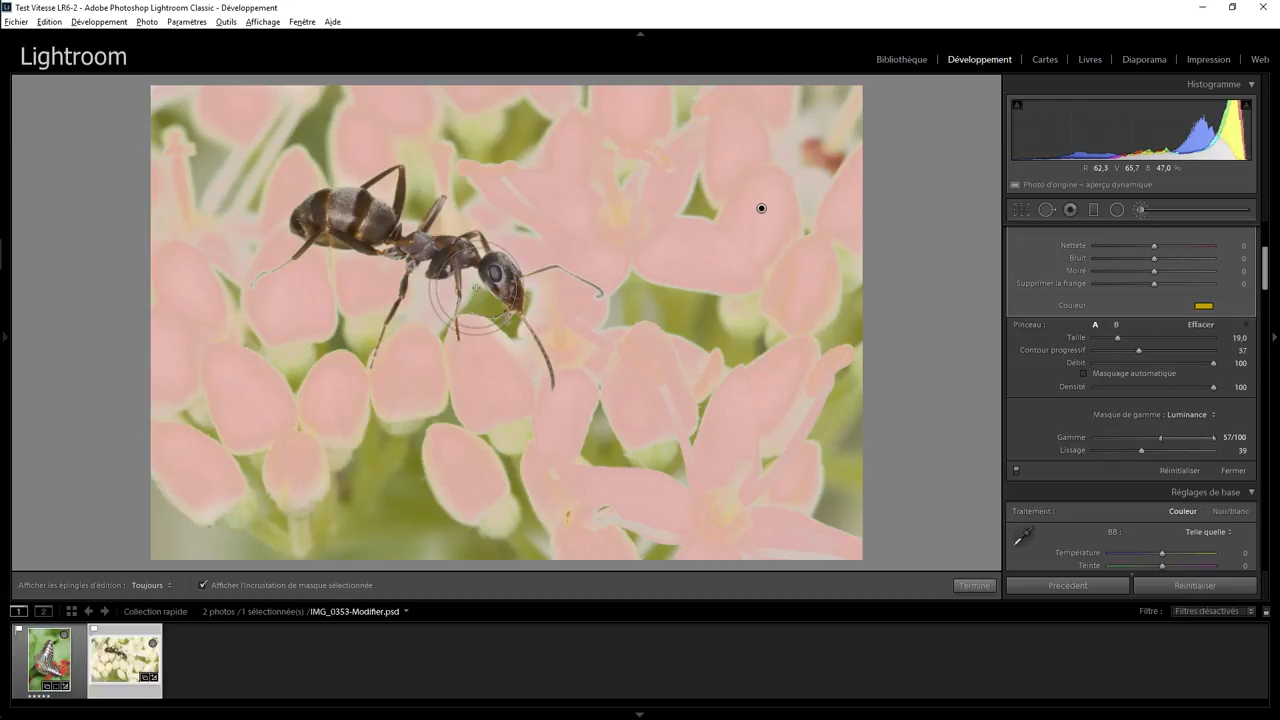 Test Vitesse LR6-2 - Adobe Photoshop Lightroom Classic - Développement
Fichier Edition Développement Photo Paramètres Outils Affichage Fenêtre Aide
Lightroom
Bibliothèque Développement Cartes Livres Diaporama Impression Web
Histogramme
R 62,3 V 65,7 B 47,0 %
Photo d'origine + aperçu dynamique
Netteté 0
Bruit 0
Moiré 0
Supprimer la frange 0
Couleur
Pinceau : A B Effacer
Taille 19,0
Contour progressif 37
Débit 100
Masquage automatique
Densité 100
Masque de gamme : Luminance
Gamme 57/100
Lissage 39
Réinitialiser Fermer
Réglages de base
Traitement : Couleur Noir/blanc
BB : Telle quelle
Température 0
Teinte 0
Afficher les épingles d'édition : Toujours Afficher l'incrustation de masque sélectionnée Terminé
Précédent Réinitialiser
1 2 Collection rapide 2 photos /1 sélectionnée(s) /IMG_0353-Modifier.psd Filtre : Filtres désactivés